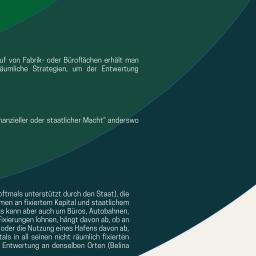 uf von Fabrik- oder Büroflächen erhält man
äumliche Strategien, um der Entwertung
nanzieller oder staatlicher Macht" anderswo
oftmals unterstützt durch den Staat), die
men an fixiertem Kapital und staatlichem
s kann aber auch um Büros, Autobahnen,
Fixierungen lohnen, hängt davon ab, ob an
oder die Nutzung eines Hafens davon ab,
tals in all seinen nicht räumlich fixierten
Entwertung an denselben Orten (Belina